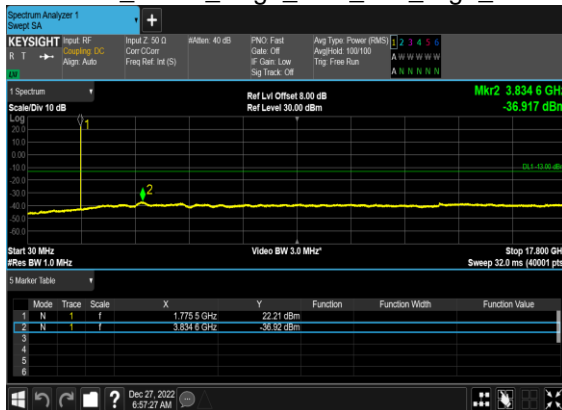 Spectrum Analyzer 1
Swept SA
+
KEYSIGHT Input: RF
R T Coupling: DC
Align: Auto
Input Z: 50 Ω
Corr CCorr
Freq Ref: Int (S)
#Atten: 40 dB
PNO: Fast
Gate: Off
IF Gain: Low
Sig Track: Off
Avg Type: Power (RMS)
Avg|Hold: 100/100
Trig: Free Run
1 2 3 4 5 6
A W W W W W
A N N N N N
LU
1 Spectrum
Scale/Div 10 dB
Ref Lvl Offset 8.00 dB
Ref Level 30.00 dBm
Mkr2 3.834 6 GHz
-36.917 dBm
Log
20.0
10.0
0.00
-10.0
-20.0
-30.0
-40.0
-50.0
-60.0
1
2
DL1 -13.00 dBm
Start 30 MHz
#Res BW 1.0 MHz
Video BW 3.0 MHz*
Stop 17.800 GHz
Sweep 32.0 ms (40001 pts)
5 Marker Table
Mode Trace Scale X Y Function Function Width Function Value
1 N 1 f 1.775 5 GHz 22.21 dBm
2 N 1 f 3.834 6 GHz -36.92 dBm
3
4
5
6
? Dec 27, 2022
6:57:27 AM